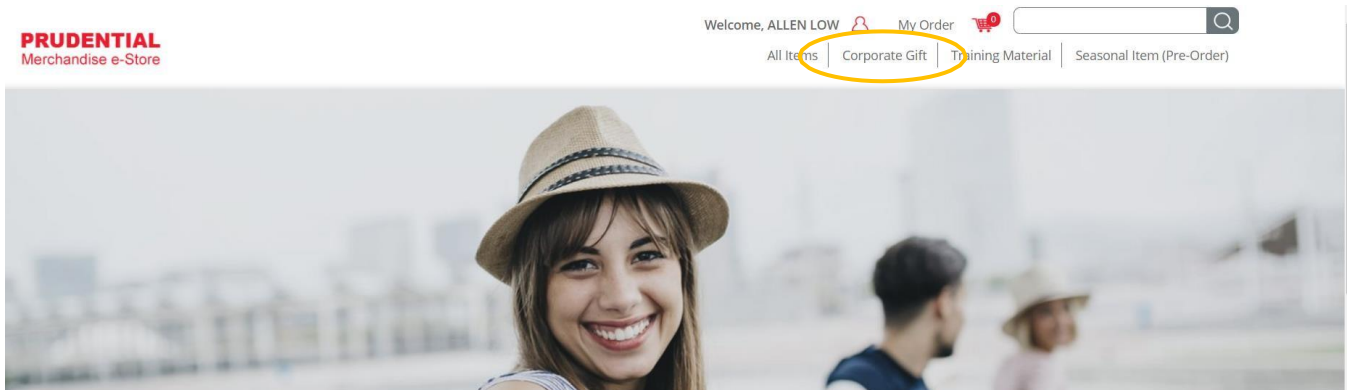 PRUDENTIAL
Merchandise e-Store
Welcome, ALLEN LOW My Order 0
All Items Corporate Gift Training Material Seasonal Item (Pre-Order)